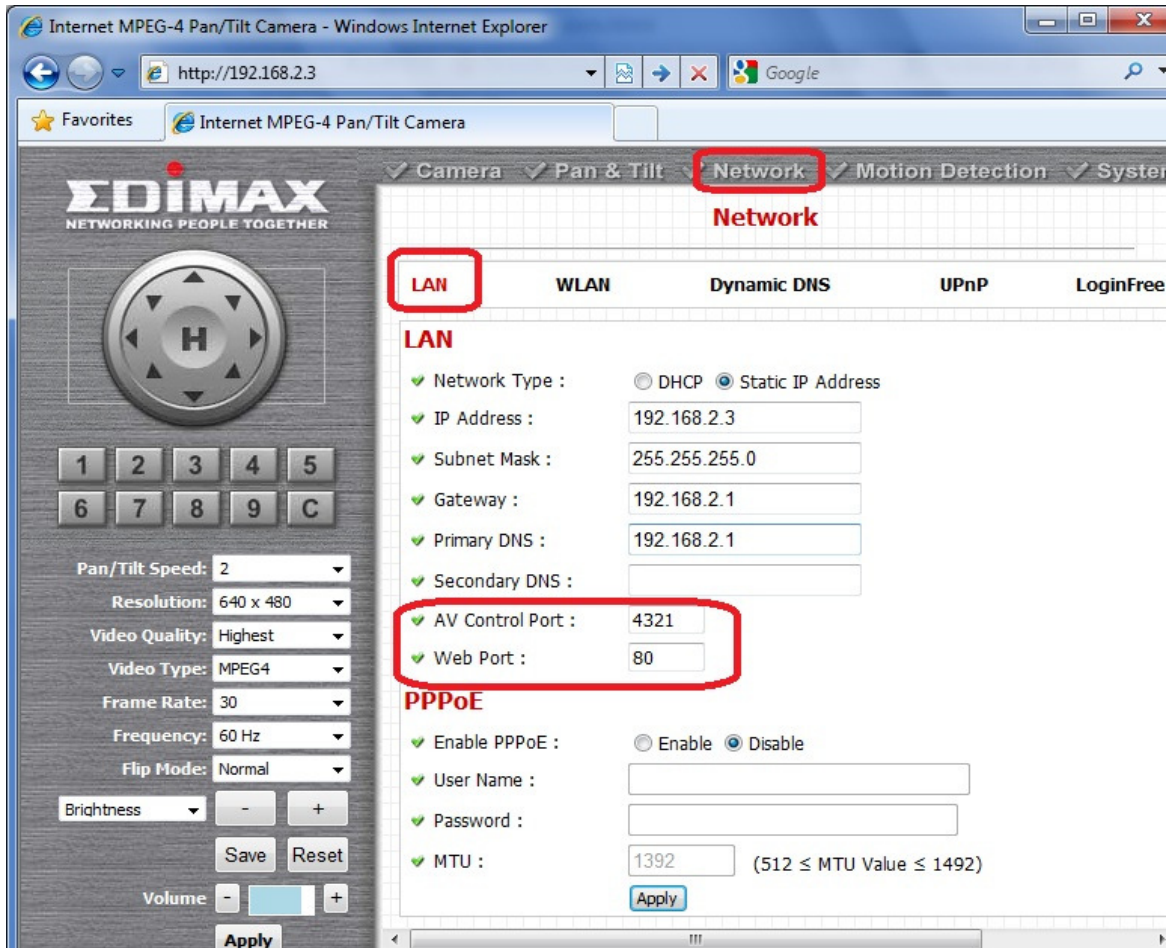 Internet MPEG-4 Pan/Tilt Camera - Windows Internet Explorer
http://192.168.2.3
Google
Favorites
Internet MPEG-4 Pan/Tilt Camera
EDIMAX
NETWORKING PEOPLE TOGETHER
H
1 2 3 4 5
6 7 8 9 C
Pan/Tilt Speed: 2
Resolution: 640 x 480
Video Quality: Highest
Video Type: MPEG4
Frame Rate: 30
Frequency: 60 Hz
Flip Mode: Normal
Brightness - +
Save Reset
Volume - +
Apply
Camera Pan & Tilt Network Motion Detection System
Network
LAN WLAN Dynamic DNS UPnP LoginFree
LAN
Network Type : DHCP Static IP Address
IP Address : 192.168.2.3
Subnet Mask : 255.255.255.0
Gateway : 192.168.2.1
Primary DNS : 192.168.2.1
Secondary DNS :
AV Control Port : 4321
Web Port : 80
PPPoE
Enable PPPoE : Enable Disable
User Name :
Password :
MTU : 1392 (512 ≤ MTU Value ≤ 1492)
Apply